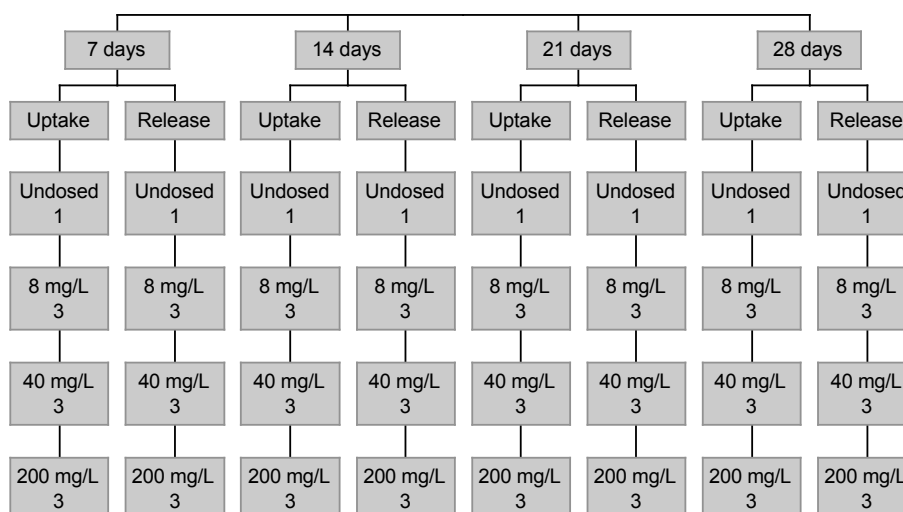 7 days
14 days
21 days
28 days
Uptake
Release
Uptake
Release
Uptake
Release
Uptake
Release
Undosed
1
Undosed
1
Undosed
1
Undosed
1
Undosed
1
Undosed
1
Undosed
1
Undosed
1
8 mg/L
3
8 mg/L
3
8 mg/L
3
8 mg/L
3
8 mg/L
3
8 mg/L
3
8 mg/L
3
8 mg/L
3
40 mg/L
3
40 mg/L
3
40 mg/L
3
40 mg/L
3
40 mg/L
3
40 mg/L
3
40 mg/L
3
40 mg/L
3
200 mg/L
3
200 mg/L
3
200 mg/L
3
200 mg/L
3
200 mg/L
3
200 mg/L
3
200 mg/L
3
200 mg/L
3